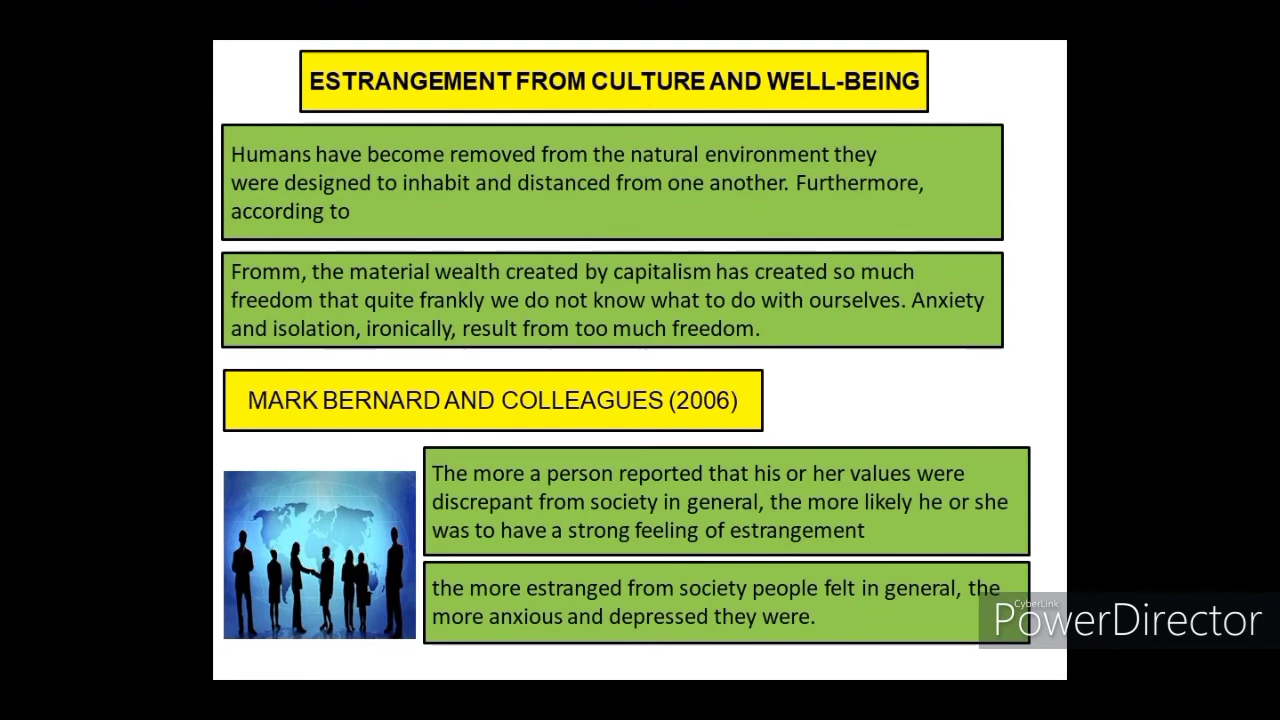 ESTRANGEMENT FROM CULTURE AND WELL-BEING
Humans have become removed from the natural environment they
were designed to inhabit and distanced from one another. Furthermore,
according to
Fromm, the material wealth created by capitalism has created so much
freedom that quite frankly we do not know what to do with ourselves. Anxiety
and isolation, ironically, result from too much freedom.
MARK BERNARD AND COLLEAGUES (2006)
The more a person reported that his or her values were
discrepant from society in general, the more likely he or she
was to have a strong feeling of estrangement
the more estranged from society people felt in general, the
more anxious and depressed they were.
CyberLink
PowerDirector